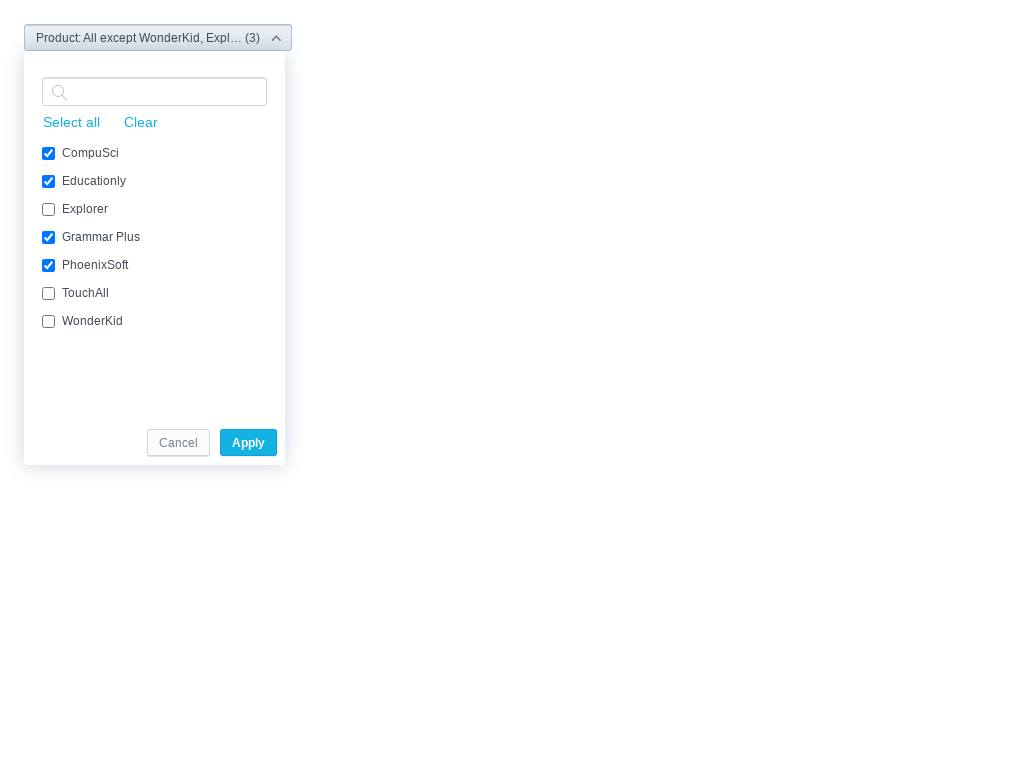 Product: All except WonderKid, Expl… (3)
Select all Clear
CompuSci
Educationly
Explorer
Grammar Plus
PhoenixSoft
TouchAll
WonderKid
Cancel Apply